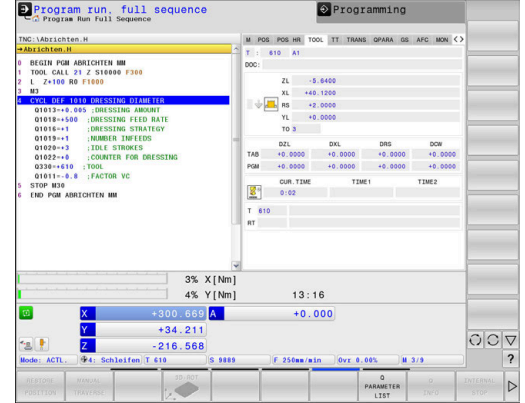 Program run, full sequence
Programming
Program Run Full Sequence
TNC:\Abrichten.H
→Abrichten.H
0 BEGIN PGM ABRICHTEN MM
1 TOOL CALL 21 Z S10000 F300
2 L Z+100 R0 F1000
3 M3
4 CYCL DEF 1010 DRESSING DIAMETER
Q1013=+0.005 ;DRESSING AMOUNT
Q1018=+500 ;DRESSING FEED RATE
Q1016=+1 ;DRESSING STRATEGY
Q1019=+1 ;NUMBER INFEEDS
Q1020=+3 ;IDLE STROKES
Q1022=+0 ;COUNTER FOR DRESSING
Q330=+610 ;TOOL
Q1011=-0.8 ;FACTOR VC
5 STOP M30
6 END PGM ABRICHTEN MM
M POS POS HR TOOL TT TRANS QPARA GS AFC MON
T : 610 A1
DOC:
ZL -5.6400
XL +40.1200
RS +2.0000
YL +0.0000
TO 3
DZL DXL DRS DCW
TAB +0.0000 +0.0000 +0.0000 +0.0000
PGM +0.0000 +0.0000 +0.0000 +0.0000
CUR.TIME TIME1 TIME2
0:02
T 610
RT
3% X[Nm]
4% Y[Nm] 13:16
X +300.669 A +0.000
Y +34.211
Z -216.568
Mode: ACTL. 4: Schleifen T 610 S 9089 F 250mm/min Ovr 0.00% M 3/9
RESTORE POSITION
MANUAL TRAVERSE
3D-ROT
Q PARAMETER LIST
Q INFO
INTERNAL STOP
?